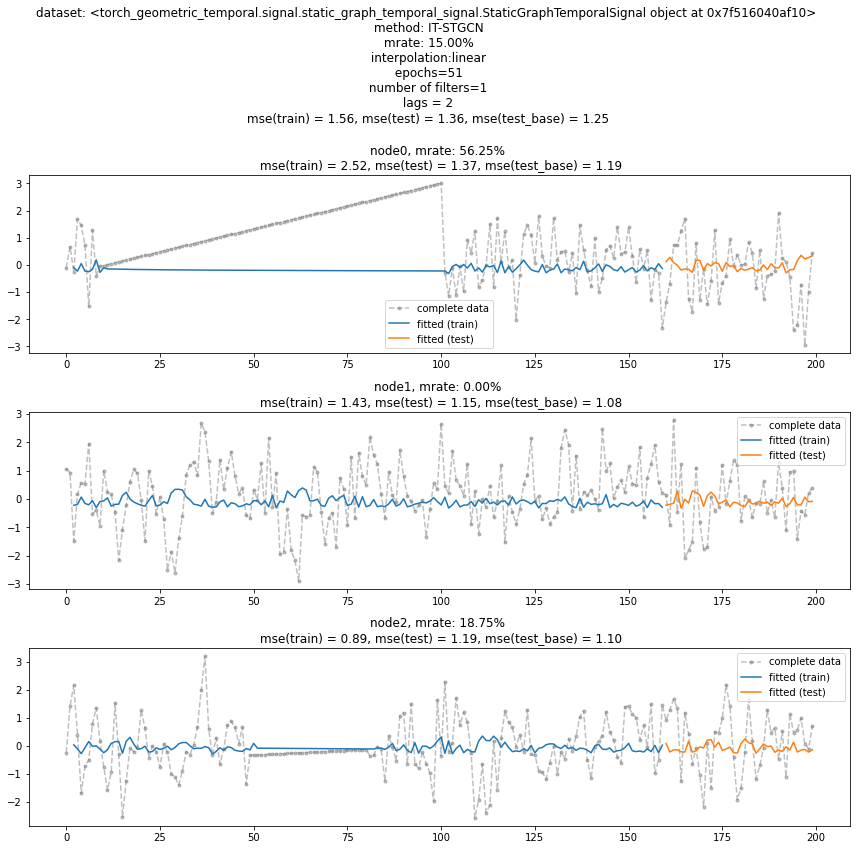 dataset: <torch_geometric_temporal.signal.static_graph_temporal_signal.StaticGraphTemporalSignal object at 0x7f516040af10>
method: IT-STGCN
mrate: 15.00%
interpolation:linear
epochs=51
number of filters=1
lags = 2
mse(train) = 1.56, mse(test) = 1.36, mse(test_base) = 1.25
node0, mrate: 56.25%
mse(train) = 2.52, mse(test) = 1.37, mse(test_base) = 1.19
3
2
1
0
−1
−2
−3
complete data
fitted (train)
fitted (test)
0 25 50 75 100 125 150 175 200
node1, mrate: 0.00%
mse(train) = 1.43, mse(test) = 1.15, mse(test_base) = 1.08
3
2
1
0
−1
−2
−3
complete data
fitted (train)
fitted (test)
0 25 50 75 100 125 150 175 200
node2, mrate: 18.75%
mse(train) = 0.89, mse(test) = 1.19, mse(test_base) = 1.10
3
2
1
0
−1
−2
complete data
fitted (train)
fitted (test)
0 25 50 75 100 125 150 175 200